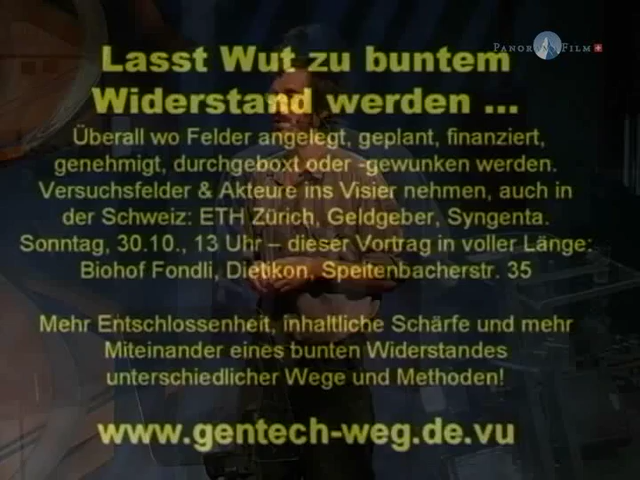 PANOR FILM
Lasst Wut zu buntem
Widerstand werden ...
Überall wo Felder angelegt, geplant, finanziert,
genehmigt, durchgeboxt oder -gewunken werden.
Versuchsfelder & Akteure ins Visier nehmen, auch in
der Schweiz: ETH Zürich, Geldgeber, Syngenta.
Sonntag, 30.10., 13 Uhr – dieser Vortrag in voller Länge:
Biohof Fondli, Dietikon, Speitenbacherstr. 35
Mehr Entschlossenheit, inhaltliche Schärfe und mehr
Miteinander eines bunten Widerstandes
unterschiedlicher Wege und Methoden!
www.gentech-weg.de.vu